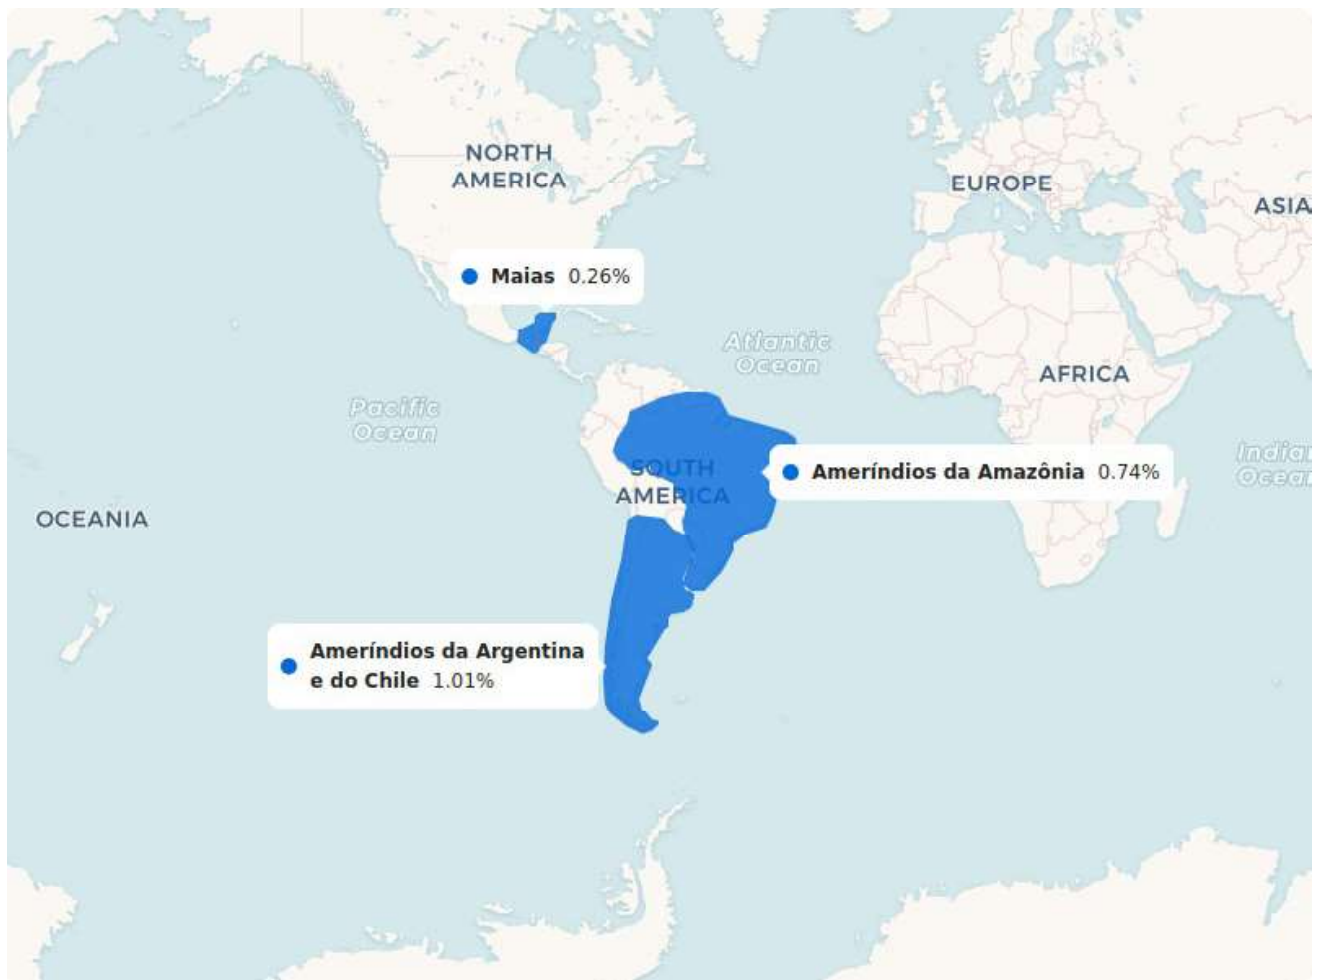 NORTH
AMERICA
EUROPE
ASIA
Maias 0.26%
Atlantic
Ocean
AFRICA
Pacific
Ocean
SOUTH
AMERICA
Ameríndios da Amazônia 0.74%
Indian
Ocean
OCEANIA
Ameríndios da Argentina
e do Chile 1.01%